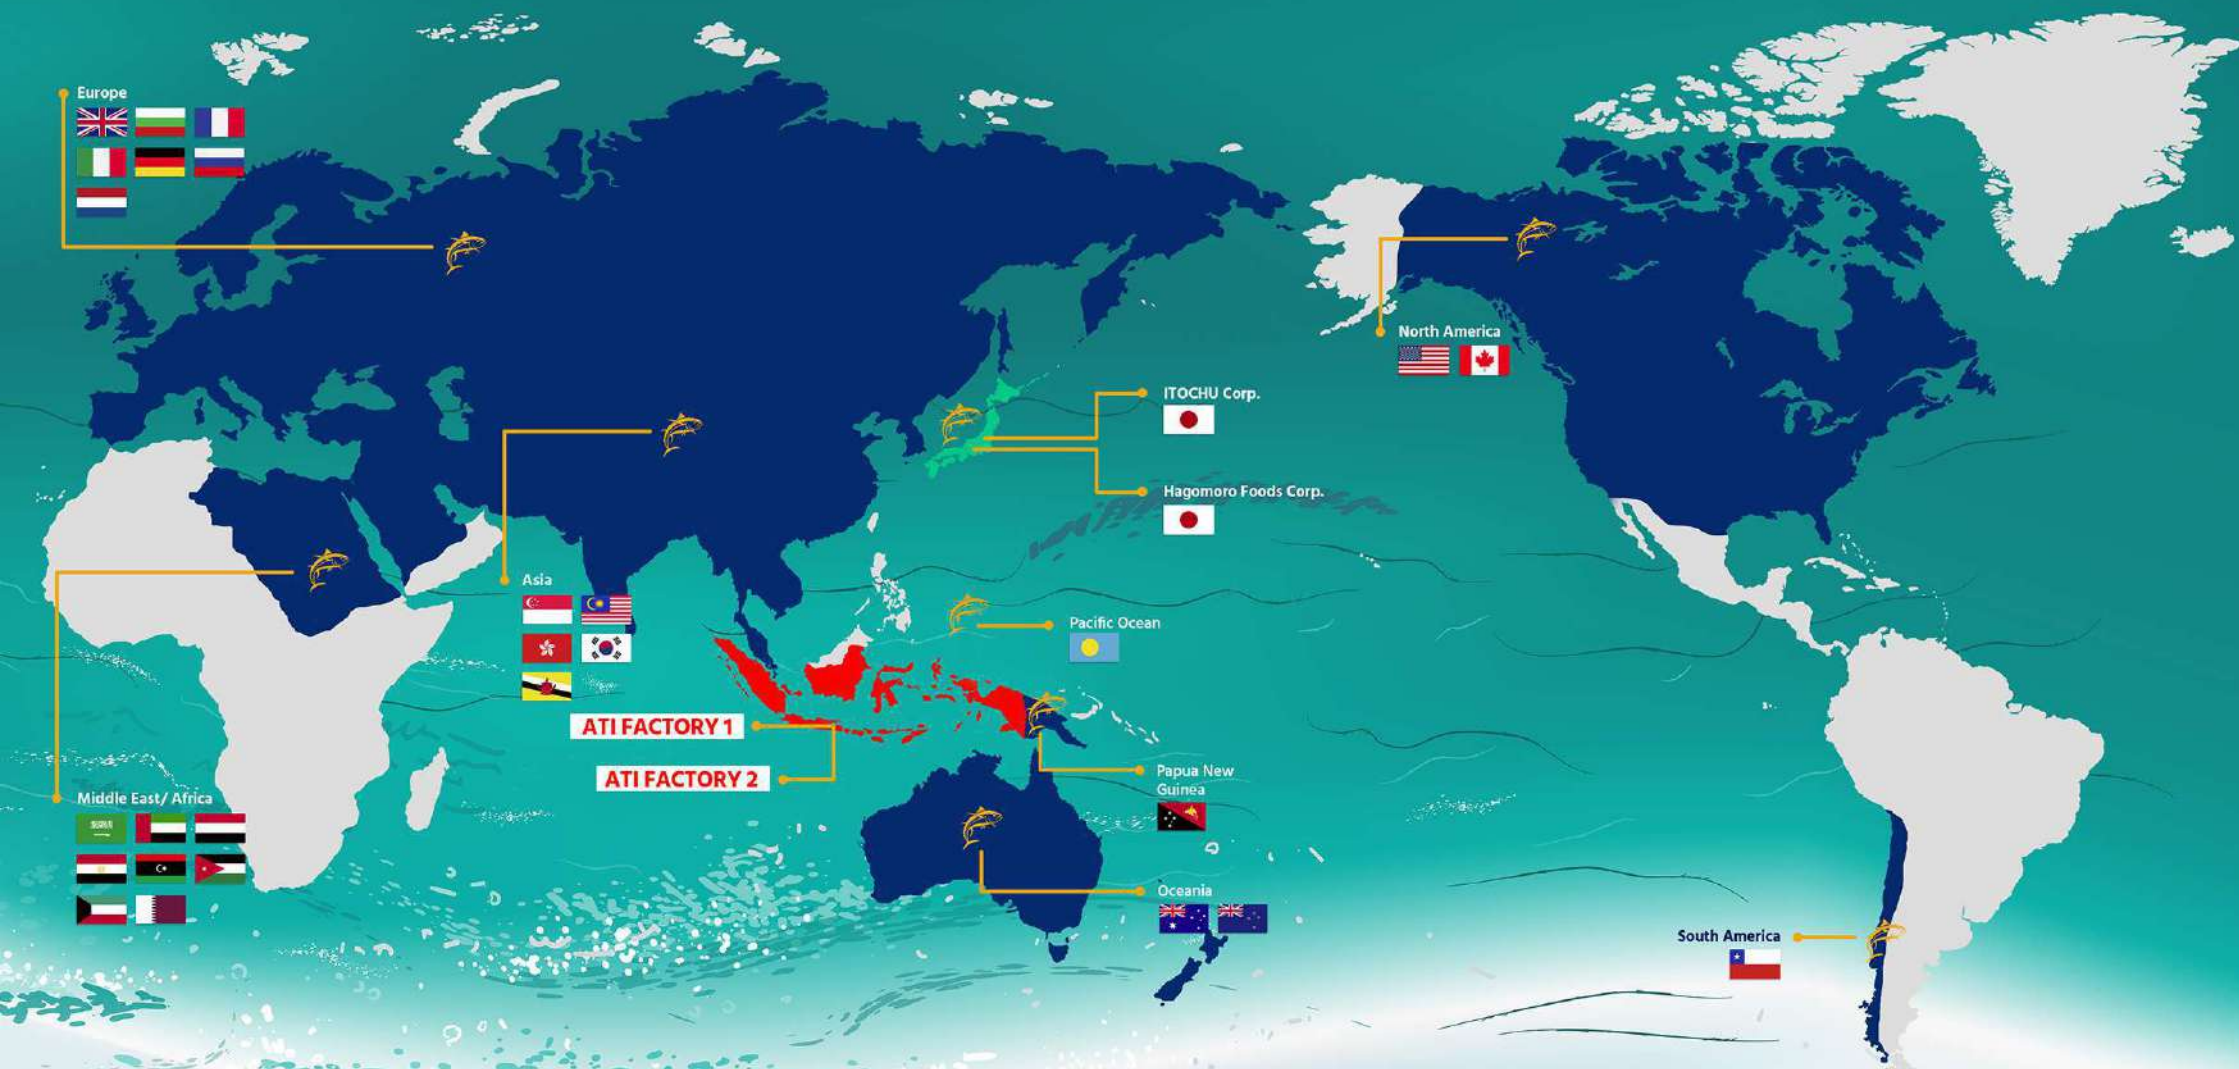 Europe
North America
ITOCHU Corp.
Hagomoro Foods Corp.
Asia
Pacific Ocean
ATI FACTORY 1
ATI FACTORY 2
Papua New
Guinea
Middle East/ Africa
Oceania
South America